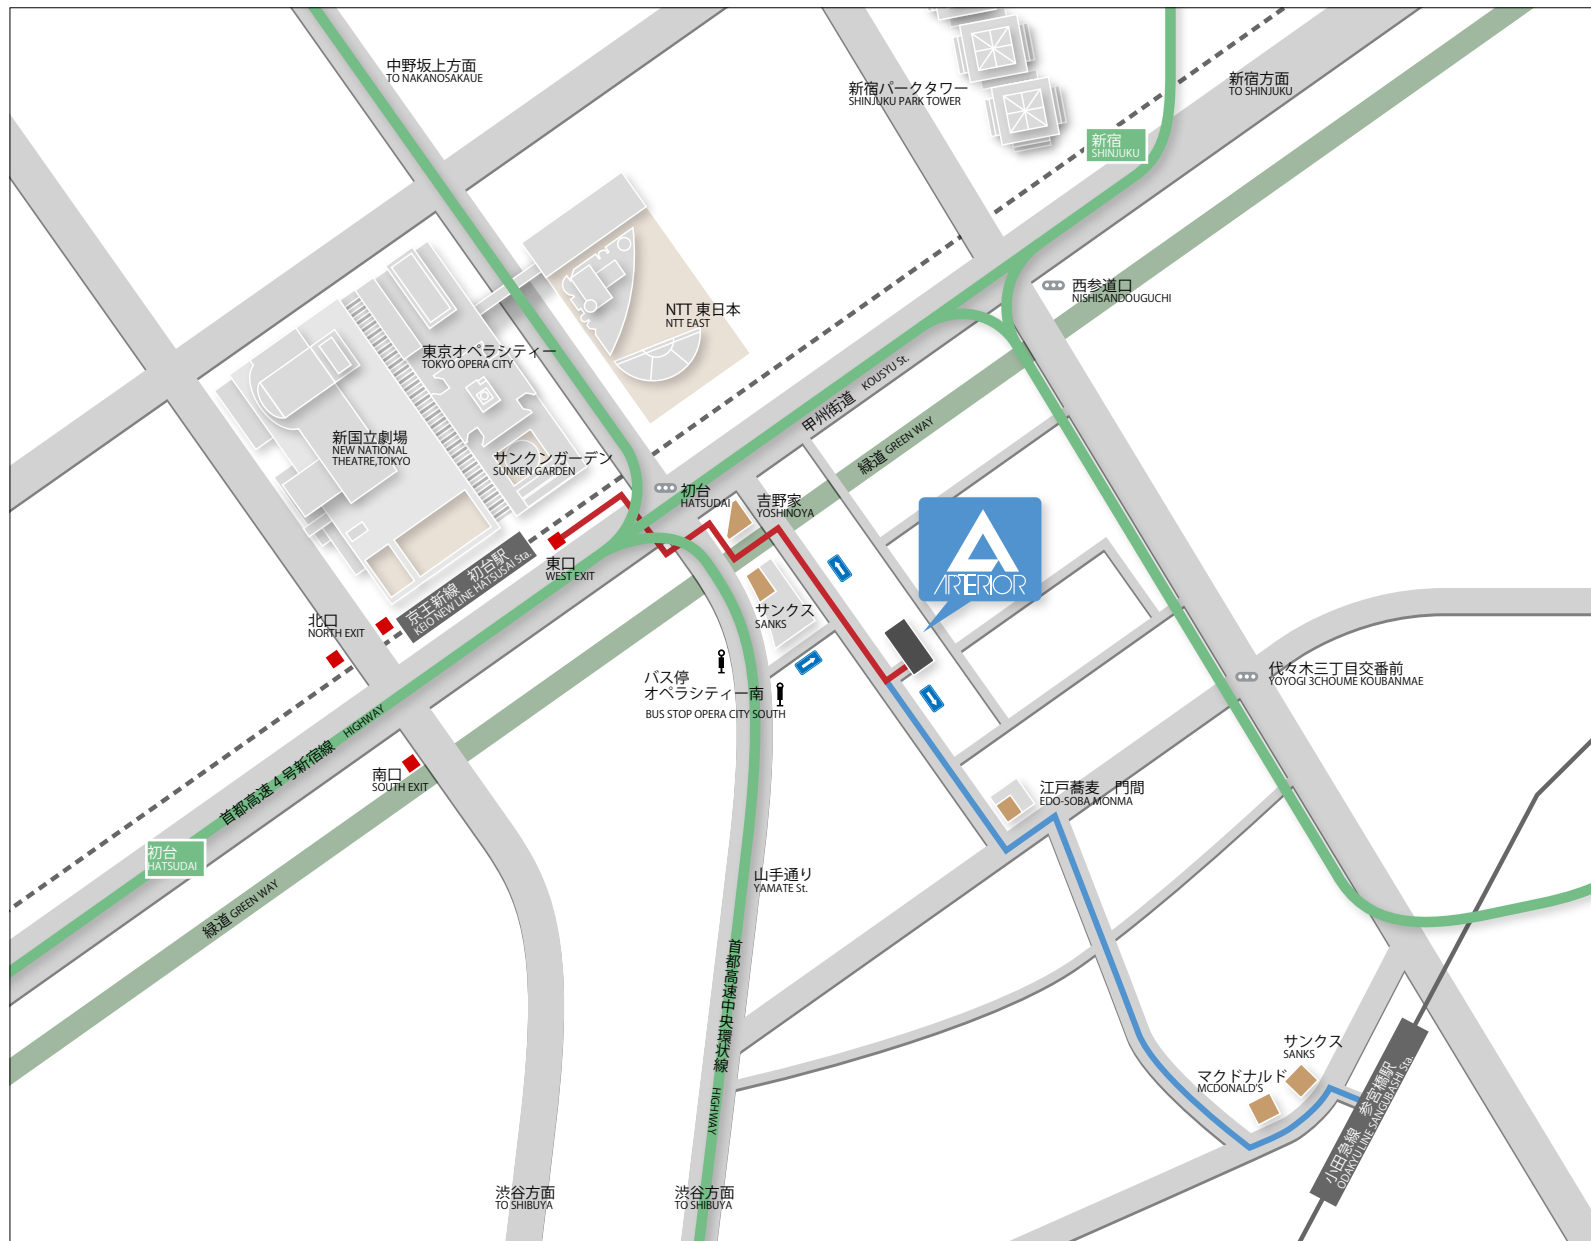 中野坂上方面
TO NAKANOSAKAUE
新宿パークタワー
SHINJUKU PARK TOWER
新宿方面
TO SHINJUKU
新宿
SHINJUKU
西参道口
NISHISANDOUGUCHI
NTT 東日本
NTT EAST
東京オペラシティー
TOKYO OPERA CITY
甲州街道 KOUSYU St.
緑道 GREEN WAY
新国立劇場
NEW NATIONAL
THEATRE,TOKYO
サンクンガーデン
SUNKEN GARDEN
初台
HATSUDAI
吉野家
YOSHINOYA
ARTERIOR
京王新線 初台駅
KEIO NEW LINE HATSUSAI Sta.
東口
WEST EXIT
北口
NORTH EXIT
サンクス
SANKS
バス停
オペラシティー南
BUS STOP OPERA CITY SOUTH
代々木三丁目交番前
YOYOGI 3CHOUME KOUBANMAE
首都高速４号新宿線 HIGHWAY
南口
SOUTH EXIT
江戸蕎麦 門間
EDO-SOBA MONMA
初台
HATSUDAI
緑道 GREEN WAY
山手通り
YAMATE St.
首都高速中央環状線 HIGHWAY
サンクス
SANKS
マクドナルド
MCDONALD'S
小田急線 参宮橋駅
ODAKYU LINE SANGUBASHI Sta.
渋谷方面
TO SHIBUYA
渋谷方面
TO SHIBUYA